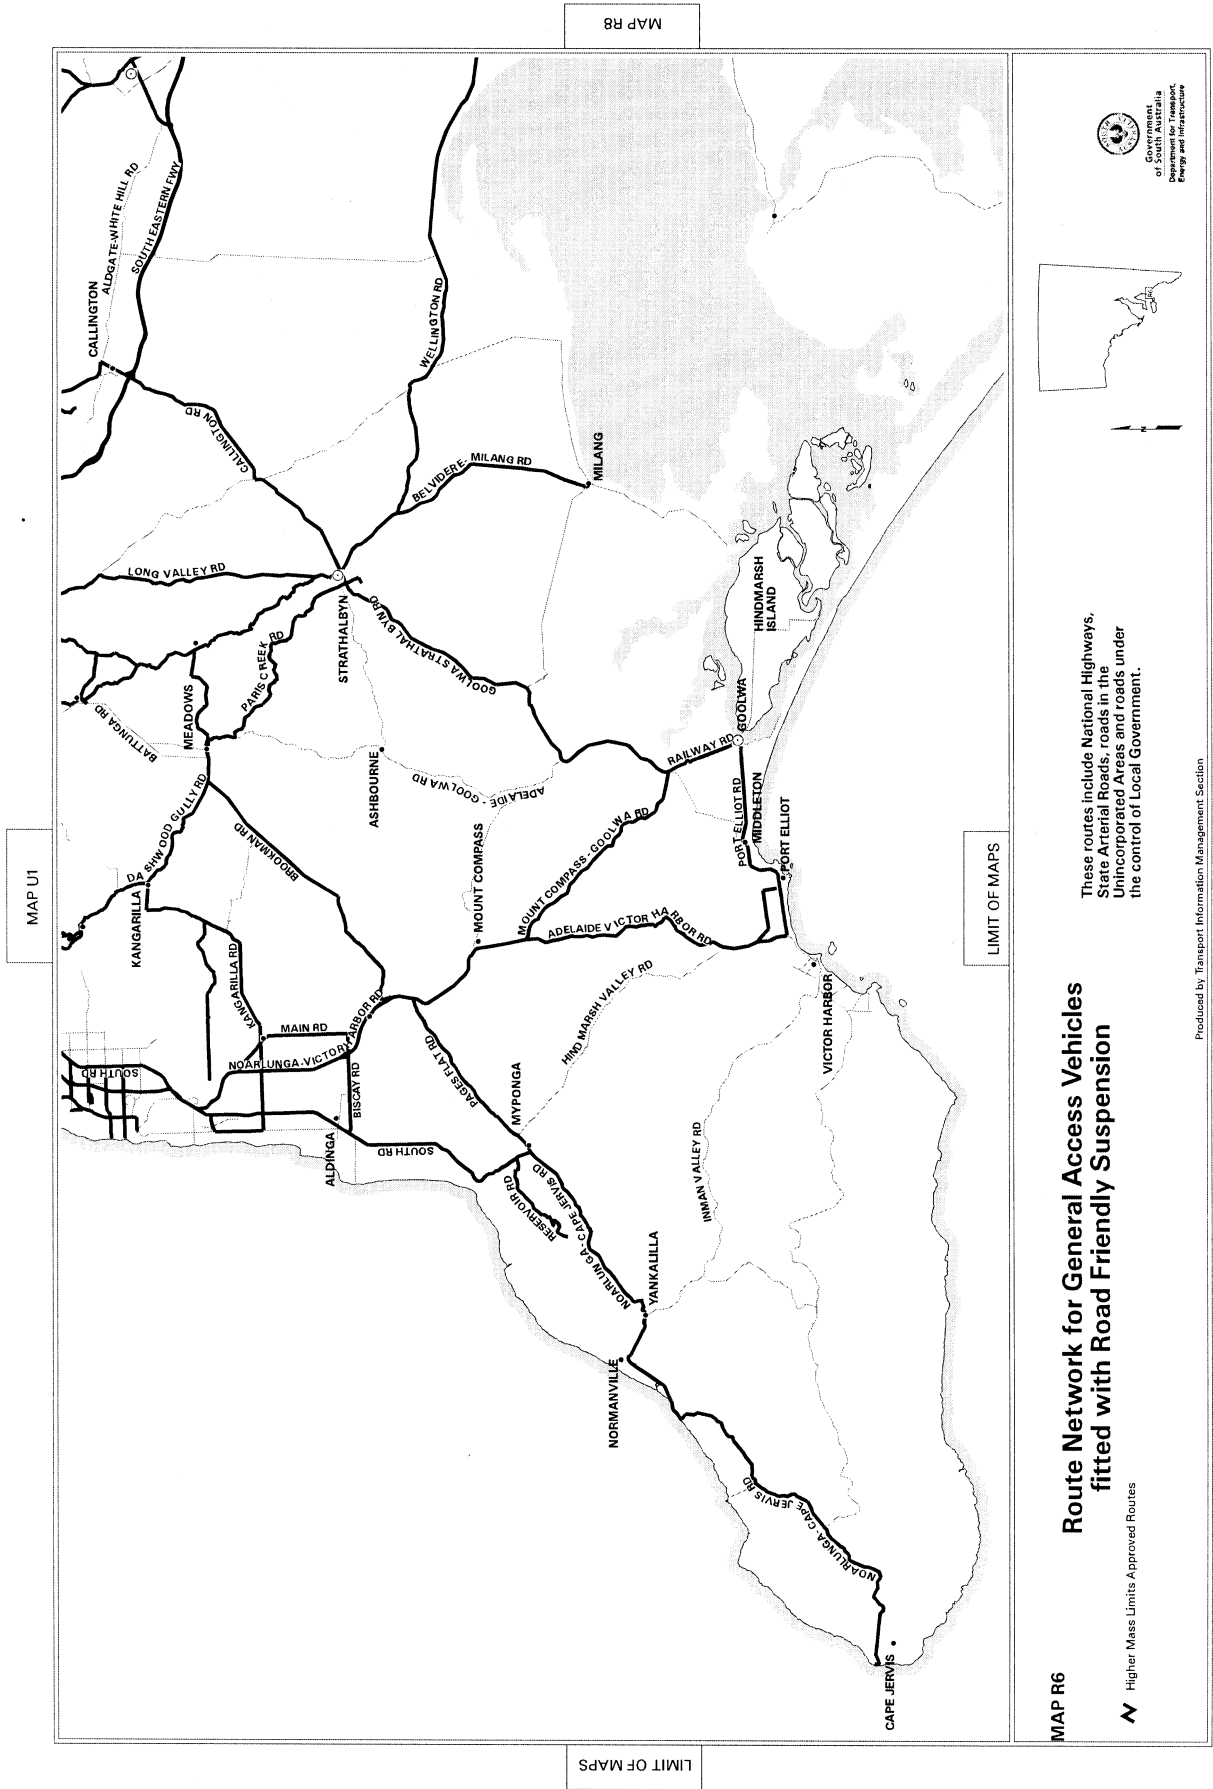 MAP R8
MAP U1
LIMIT OF MAPS
LIMIT OF MAPS
CALLINGTON
ALDGATE-WHITE HILL RD
SOUTH EASTERN FWY
CALLINGTON RD
WELLINGTON RD
BELVIDERE- MILANG RD
MILANG
LONG VALLEY RD
STRATHALBYN
PARIS CREEK RD
GOOLWA STRATHALBYN RD
HINDMARSH
ISLAND
BATTUNGA RD
MEADOWS
ASHBOURNE
ADELAIDE - GOOLWA RD
GOOLWA
RAILWAY RD
DASHWOOD GULLY RD
KANGARILLA
BROOKMAN RD
MOUNT COMPASS
MOUNT COMPASS - GOOLWA RD
PORT ELLIOT RD
MIDDLETON
PORT ELLIOT
ADELAIDE VICTOR HARBOR RD
KANGARILLA RD
MAIN RD
NOARLUNGA-VICTOR HARBOR RD
SOUTH RD
BISCAY RD
ALDINGA
SOUTH RD
PAGES FLAT RD
MYPONGA
HIND MARSH VALLEY RD
VICTOR HARBOR
INMAN VALLEY RD
RESERVOIR RD
NOARLUNGA - CAPE JERVIS RD
YANKALILLA
NORMANVILLE
NOARLUNGA - CAPE JERVIS RD
CAPE JERVIS
MAP R6
Route Network for General Access Vehicles
fitted with Road Friendly Suspension
Higher Mass Limits Approved Routes
These routes include National Highways,
State Arterial Roads, roads in the
Unincorporated Areas and roads under
the control of Local Government.
N
R6
Government
of South Australia
Department for Transport,
Energy and Infrastructure
Produced by Transport Information Management Section